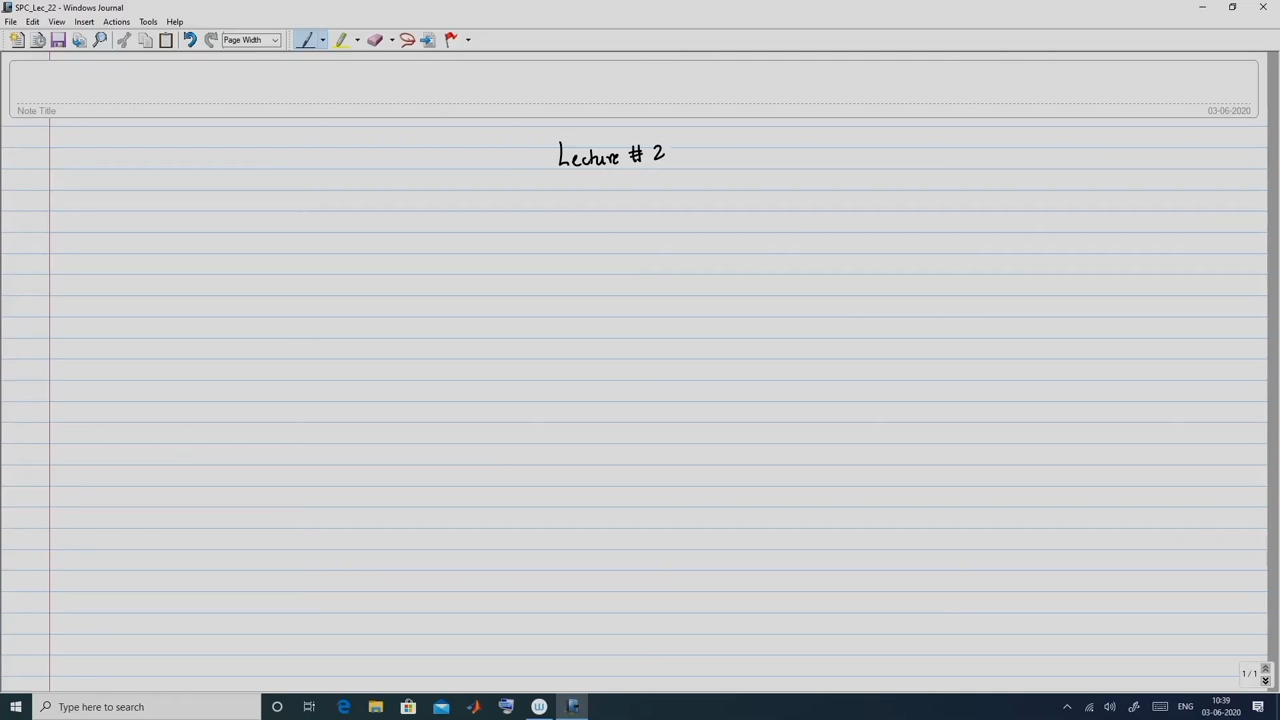 SPC_Lec_22 - Windows Journal
File Edit View Insert Actions Tools Help
Page Width
Note Title
03-06-2020
Lecture # 2
1 / 1
Type here to search
ENG
10:39
03-06-2020